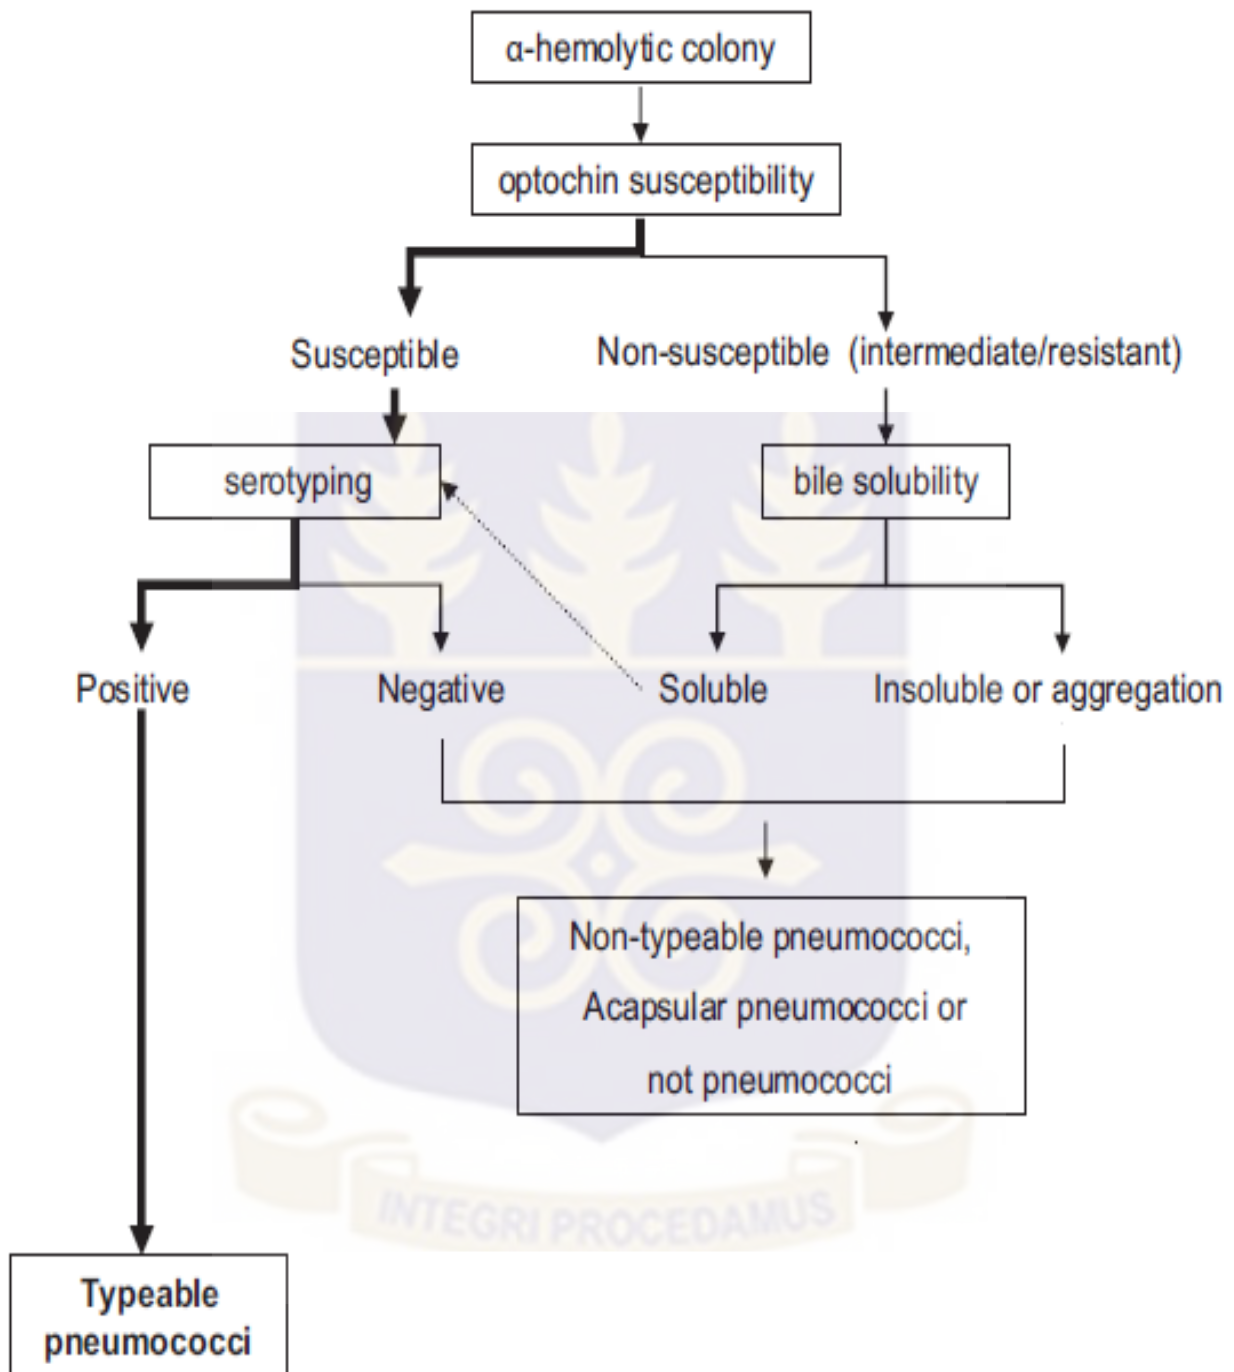 α-hemolytic colony
optochin susceptibility
Susceptible
Non-susceptible (intermediate/resistant)
serotyping
bile solubility
Positive
Negative
Soluble
Insoluble or aggregation
Non-typeable pneumococci,
Acapsular pneumococci or
not pneumococci
INTEGRI PROCEDAMUS
Typeable
pneumococci